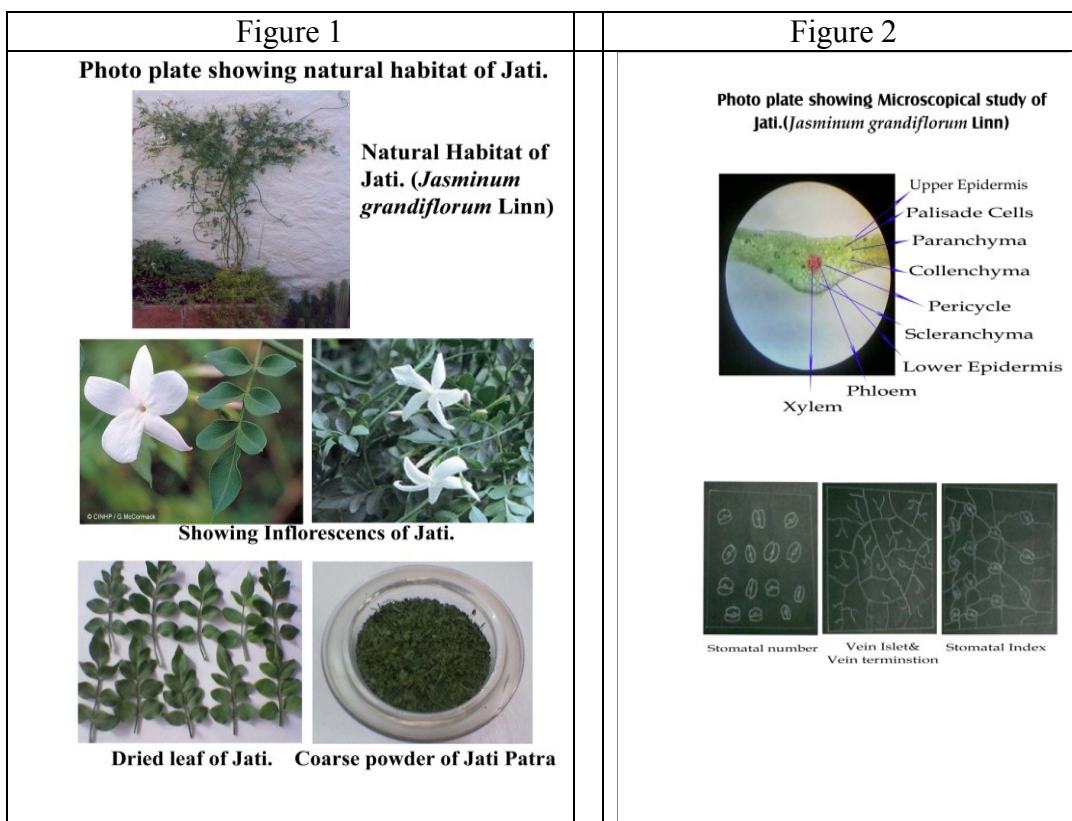 Figure 1
Photo plate showing natural habitat of Jati.
Natural Habitat of
Jati. (Jasminum
grandiflorum Linn)
© CINHP / G McCormack
Showing Inflorescencs of Jati.
Dried leaf of Jati.
Coarse powder of Jati Patra
Figure 2
Photo plate showing Microscopical study of
Jati.(Jasminum grandiflorum Linn)
Upper Epidermis
Palisade Cells
Paranchyma
Collenchyma
Pericycle
Scleranchyma
Lower Epidermis
Phloem
Xylem
Stomatal number
Vein Islet&
Vein terminstion
Stomatal Index